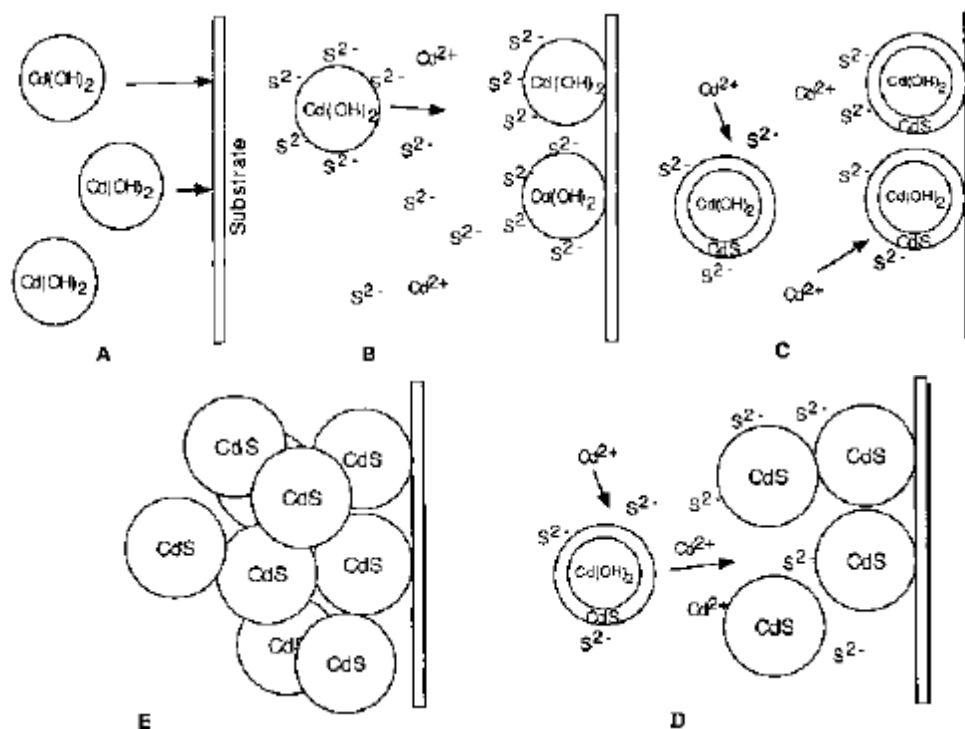 Cd(OH)2
Cd(OH)2
Cd(OH)2
Substrate
A
S2-
S2-
S2-
Cd(OH)2
S2-
S2-
Cd2+
S2-
S2-
S2-
S2-
Cd2+
S2-
S2-
Cd(OH)2
S2-
S2-
S2-
Cd(OH)2
S2-
S2-
B
Cd2+
S2-
S2-
Cd(OH)2
CdS
S2-
Cd2+
S2-
Cd(OH)2
S2-
CdS
S2-
Cd(OH)2
CdS
S2-
Cd2+
C
CdS
CdS
CdS
CdS
CdS
CdS
CdS
CdS
E
Cd2+
S2-
S2-
Cd(OH)2
CdS
S2-
Cd2+
Cd2+
S2-
S2-
CdS
CdS
S2-
S2-
CdS
CdS
S2-
D